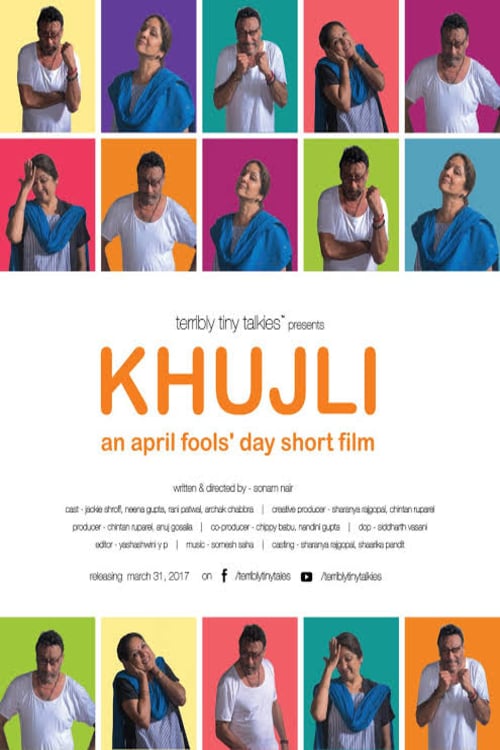 terribly tiny talkies™ presents
KHUJLI
an april fools' day short film
written & directed by - sonam nair
cast - jackie shroff, neena gupta, rani patwal, archak chabbra | creative producer - sharanya rajgopal, chintan ruparel
producer - chintan ruparel, anuj gosalia | co-producer - chippy babu, nandini gupta | dop - siddharth vasani
editor - yashashwini y p | music - somesh saha | casting - sharanya rajgopal, shaarika pandit
releasing march 31, 2017 on f /terriblytinytales /terriblytinytalkies